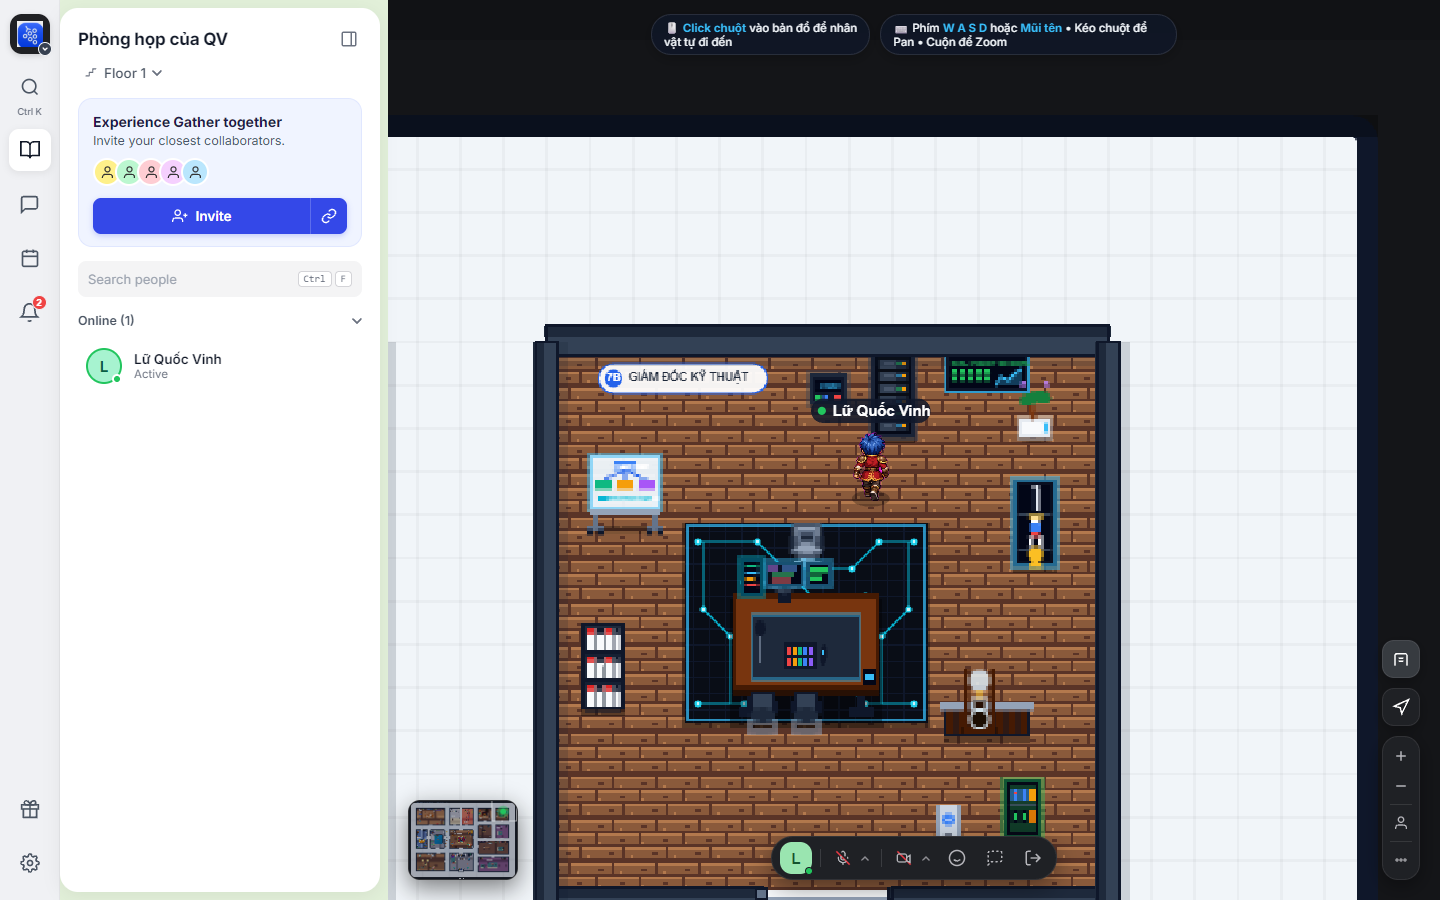 Click chuột vào bản đồ để nhân
vật tự đi đến
Phím W A S D hoặc Mũi tên • Kéo chuột để
Pan • Cuộn để Zoom
Phòng họp của QV
Floor 1
Ctrl K
Experience Gather together
Invite your closest collaborators.
Invite
Search people
Ctrl F
2
Online (1)
L
Lữ Quốc Vinh
Active
7B GIÁM ĐỐC KỸ THUẬT
Lữ Quốc Vinh
L